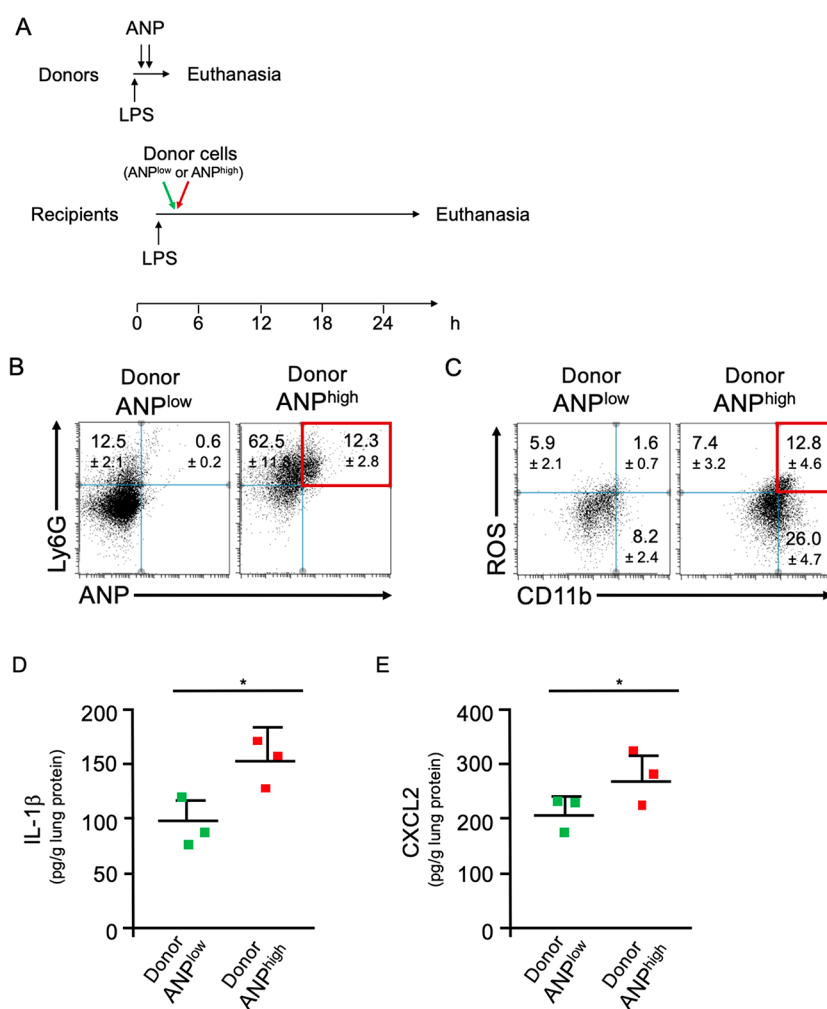 A
ANP
Donors
Euthanasia
LPS
Donor cells
(ANPlow or ANPhigh)
Recipients
Euthanasia
LPS
0 6 12 18 24 h
B
Donor
ANPlow
Donor
ANPhigh
12.5
± 2.1
0.6
± 0.2
62.5
12.3
± 2.8
Ly6G
ANP
C
Donor
ANPlow
Donor
ANPhigh
5.9
± 2.1
1.6
± 0.7
8.2
± 2.4
7.4
± 3.2
12.8
± 4.6
26.0
± 4.7
ROS
CD11b
D
*
IL-1β
(pg/g lung protein)
200
150
100
50
0
Donor
ANPlow
Donor
ANPhigh
E
*
CXCL2
(pg/g lung protein)
400
300
200
100
0
Donor
ANPlow
Donor
ANPhigh